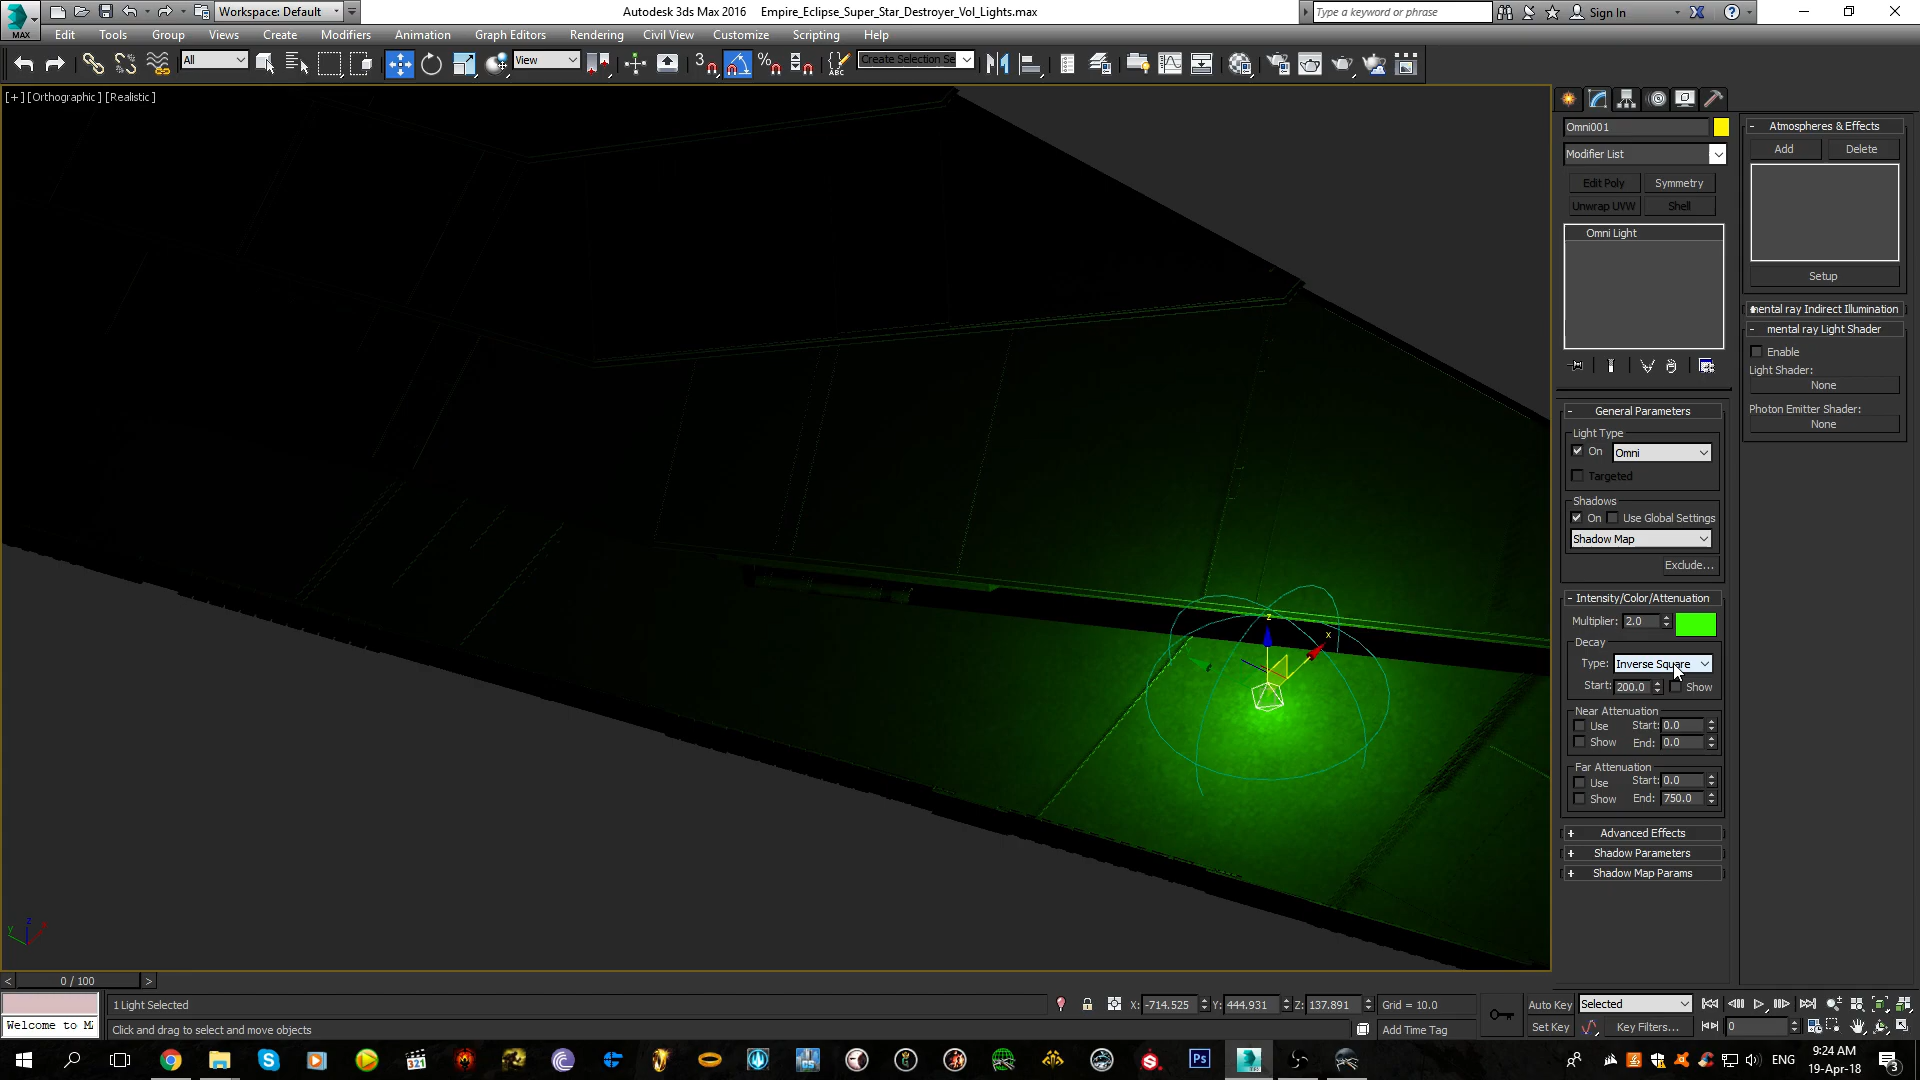 Workspace: Default
Autodesk 3ds Max 2016    Empire_Eclipse_Super_Star_Destroyer_Vol_Lights.max
Type a keyword or phrase
Sign In
MAX
Edit
Tools
Group
Views
Create
Modifiers
Animation
Graph Editors
Rendering
Civil View
Customize
Scripting
Help
All
View
3
ABC
Create Selection Se
[+] [Orthographic ] [Realistic ]
Omni001
Modifier List
Edit Poly
Symmetry
Unwrap UVW
Shell
Omni Light
General Parameters
Light Type
On
Omni
Targeted
Shadows
On
Use Global Settings
Shadow Map
Exclude...
Intensity/Color/Attenuation
Multiplier: 2.0
Decay
Type: Inverse Square
Start: 200.0
Show
Near Attenuation
Use
Start: 0.0
Show
End: 0.0
Far Attenuation
Use
Start: 0.0
Show
End: 750.0
Advanced Effects
Shadow Parameters
Shadow Map Params
Atmospheres & Effects
Add
Delete
Setup
mental ray Indirect Illumination
mental ray Light Shader
Enable
Light Shader:
None
Photon Emitter Shader:
None
z
x
z
y
0 / 100
Welcome to M
1 Light Selected
Click and drag to select and move objects
X: -714.525
Y: 444.931
Z: 137.891
Grid = 10.0
Add Time Tag
Auto Key
Selected
Set Key
Key Filters...
0
321
Ps
ENG
9:24 AM
19-Apr-18
3